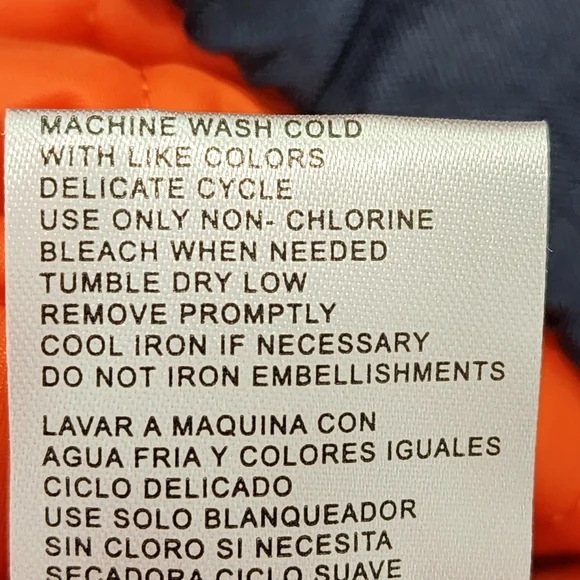 MACHINE WASH COLD
WITH LIKE COLORS
DELICATE CYCLE
USE ONLY NON- CHLORINE
BLEACH WHEN NEEDED
TUMBLE DRY LOW
REMOVE PROMPTLY
COOL IRON IF NECESSARY
DO NOT IRON EMBELLISHMENTS
LAVAR A MAQUINA CON
AGUA FRIA Y COLORES IGUALES
CICLO DELICADO
USE SOLO BLANQUEADOR
SIN CLORO SI NECESITA
SECADORA CICLO SUAVE